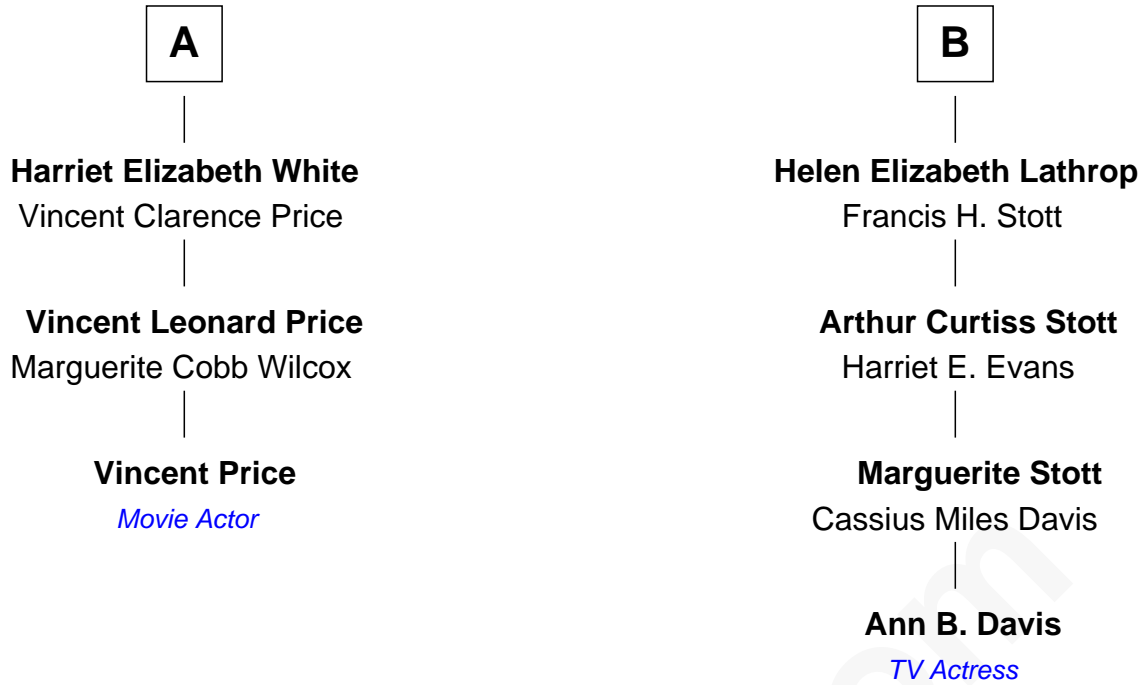 A
Harriet Elizabeth White
Vincent Clarence Price
Vincent Leonard Price
Marguerite Cobb Wilcox
Vincent Price
Movie Actor
B
Helen Elizabeth Lathrop
Francis H. Stott
Arthur Curtiss Stott
Harriet E. Evans
Marguerite Stott
Cassius Miles Davis
Ann B. Davis
TV Actress